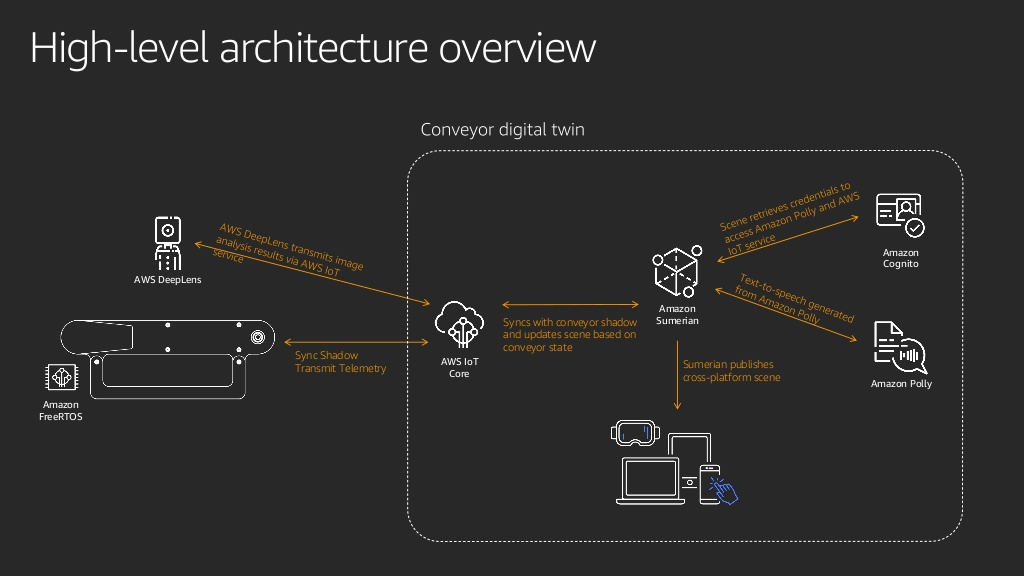 High-level architecture overview
Conveyor digital twin
AWS DeepLens transmits image
analysis results via AWS IoT
service
AWS DeepLens
Sync Shadow
Transmit Telemetry
Amazon
FreeRTOS
AWS IoT
Core
Syncs with conveyor shadow
and updates scene based on
conveyor state
Amazon
Sumerian
Scene retrieves credentials to
access Amazon Polly and AWS
IoT service
Amazon
Cognito
Text-to-speech generated
from Amazon Polly
Amazon Polly
Sumerian publishes
cross-platform scene